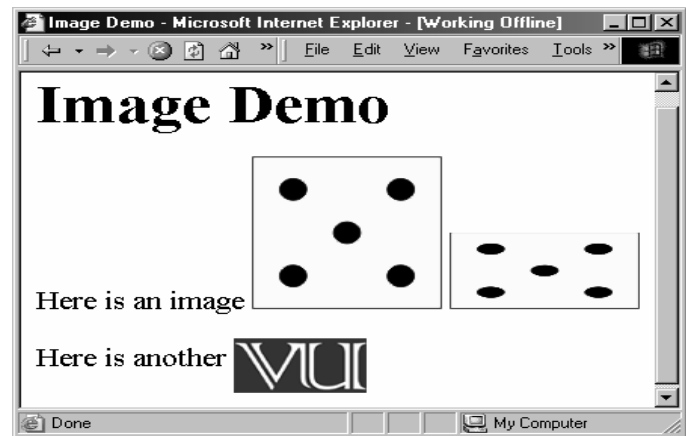 Image Demo - Microsoft Internet Explorer - [Working Offline]
File Edit View Favorites Tools »
Image Demo
Here is an image
Here is another VUI
Done My Computer